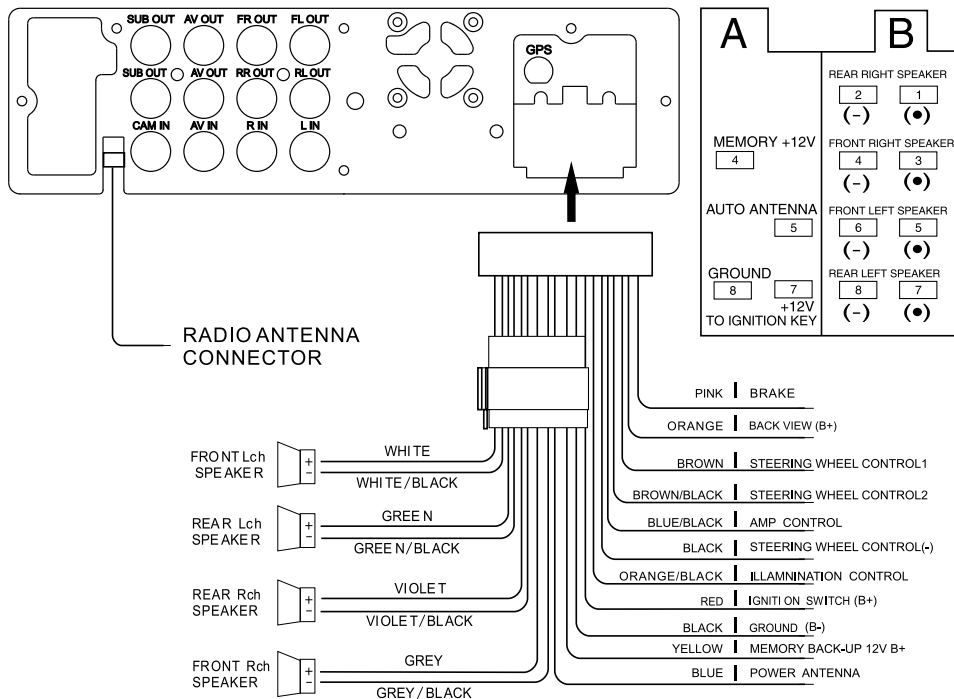 SUB OUT AV OUT FR OUT FL OUT
SUB OUT AV OUT RR OUT RL OUT
CAM IN AV IN R IN L IN
GPS
A
MEMORY +12V
4
AUTO ANTENNA
5
GROUND
8 7
+12V
TO IGNITION KEY
B
REAR RIGHT SPEAKER
2 1
(-) (•)
FRONT RIGHT SPEAKER
4 3
(-) (•)
FRONT LEFT SPEAKER
6 5
(-) (•)
REAR LEFT SPEAKER
8 7
(-) (•)
RADIO ANTENNA
CONNECTOR
FRONT Lch
SPEAKER
+
-
WHITE
WHITE/BLACK
REAR Lch
SPEAKER
+
-
GREEN
GREEN/BLACK
REAR Rch
SPEAKER
+
-
VIOLET
VIOLET/BLACK
FRONT Rch
SPEAKER
+
-
GREY
GREY/BLACK
PINK | BRAKE
ORANGE | BACK VIEW (B+)
BROWN | STEERING WHEEL CONTROL1
BROWN/BLACK | STEERING WHEEL CONTROL2
BLUE/BLACK | AMP CONTROL
BLACK | STEERING WHEEL CONTROL(-)
ORANGE/BLACK | ILLAMNINATION CONTROL
RED | IGNITION SWITCH (B+)
BLACK | GROUND (B-)
YELLOW | MEMORY BACK-UP 12V B+
BLUE | POWER ANTENNA